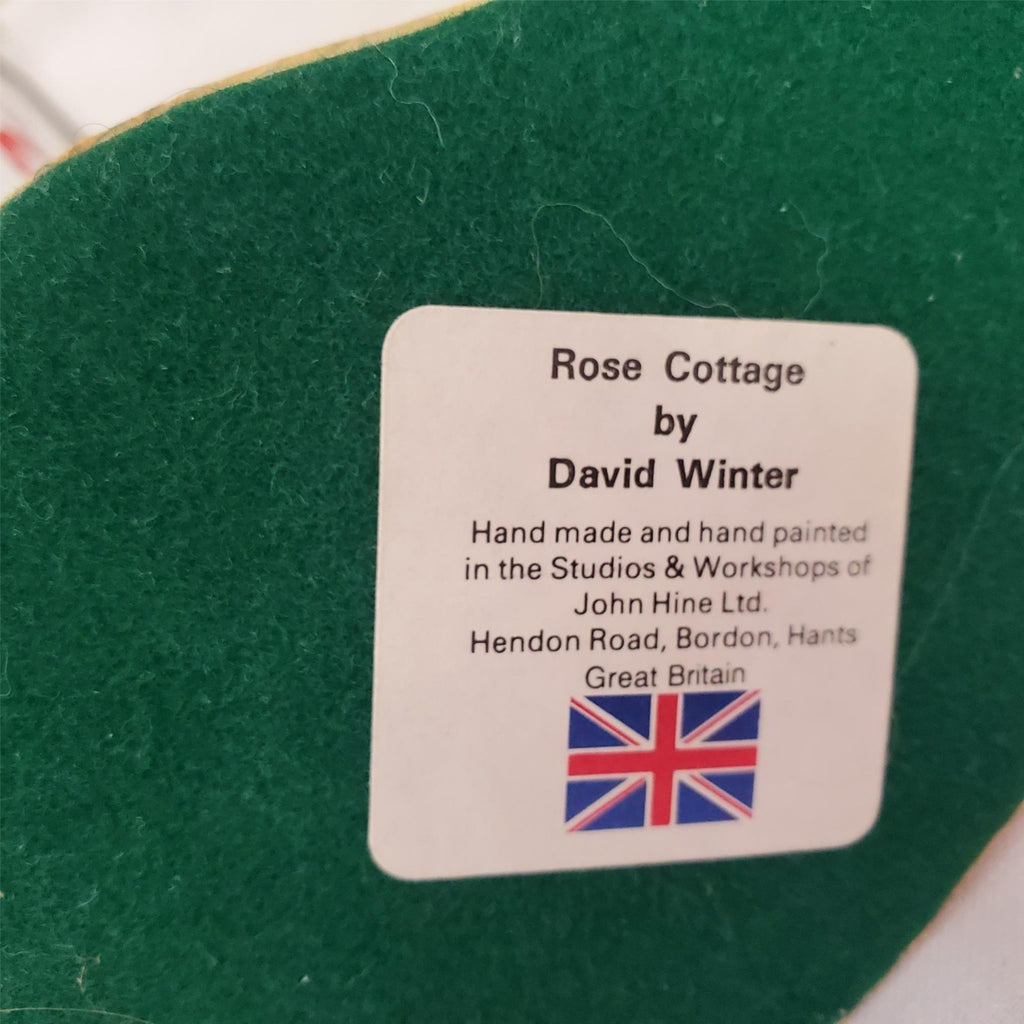 Rose Cottage
by
David Winter
Hand made and hand painted
in the Studios & Workshops of
John Hine Ltd.
Hendon Road, Bordon, Hants
Great Britain